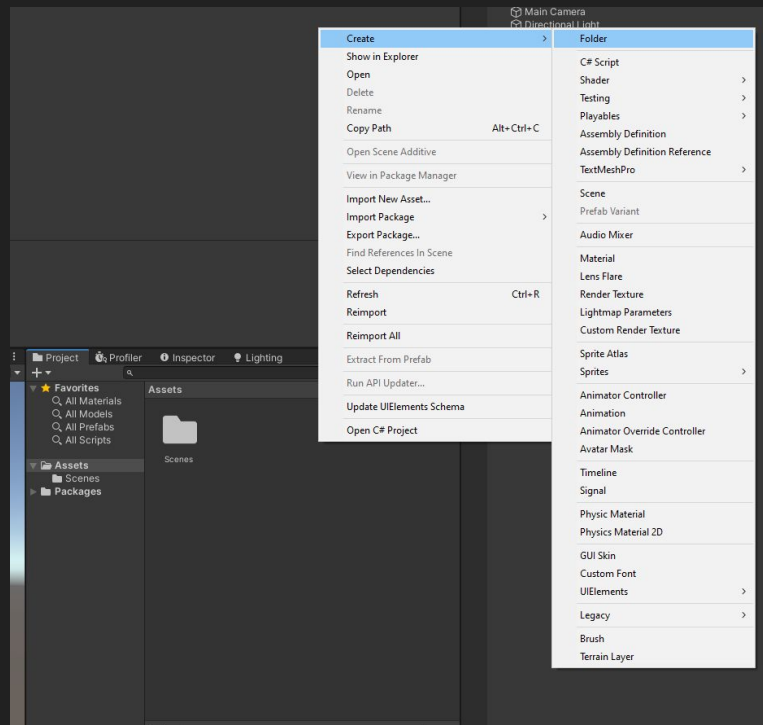 Main Camera
Directional Light
Create
Show in Explorer
Open
Delete
Rename
Copy Path Alt+Ctrl+C
Open Scene Additive
View in Package Manager
Import New Asset...
Import Package
Export Package...
Find References In Scene
Select Dependencies
Refresh Ctrl+R
Reimport
Reimport All
Extract From Prefab
Run API Updater...
Update UIElements Schema
Open C# Project
Folder
C# Script
Shader
Testing
Playables
Assembly Definition
Assembly Definition Reference
TextMeshPro
Scene
Prefab Variant
Audio Mixer
Material
Lens Flare
Render Texture
Lightmap Parameters
Custom Render Texture
Sprite Atlas
Sprites
Animator Controller
Animation
Animator Override Controller
Avatar Mask
Timeline
Signal
Physic Material
Physics Material 2D
GUI Skin
Custom Font
UIElements
Legacy
Brush
Terrain Layer
Project Profiler Inspector Lighting
Favorites
All Materials
All Models
All Prefabs
All Scripts
Assets
Scenes
Packages
Assets
Scenes